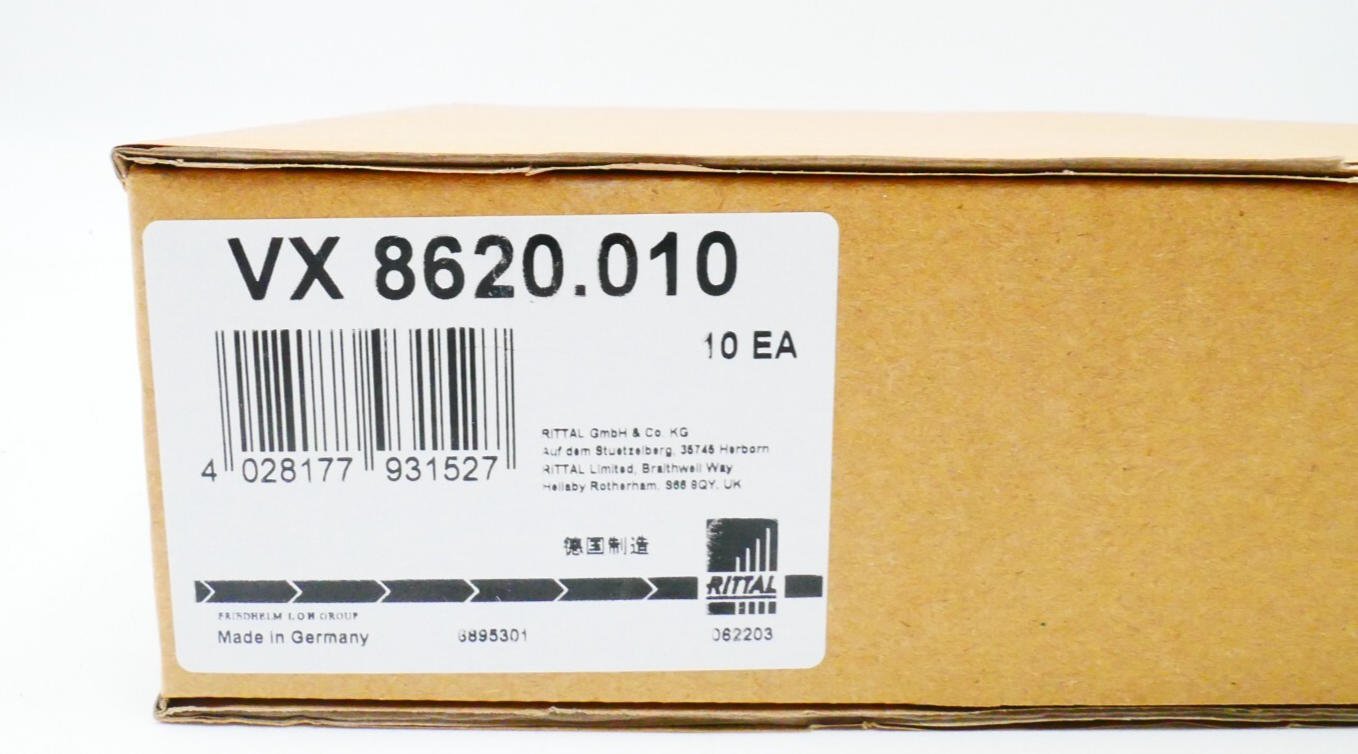 VX 8620.010
10 EA
4 028177 931527
RITTAL GmbH & Co. KG
Auf dem Stuetzelberg, 35745 Herborn
RITTAL Limited, Braithwell Way
Hellaby Rotherham, S66 8QY, UK
德国制造
RITTAL
FRIEDHELM LOH GROUP
Made in Germany
6895301
062203